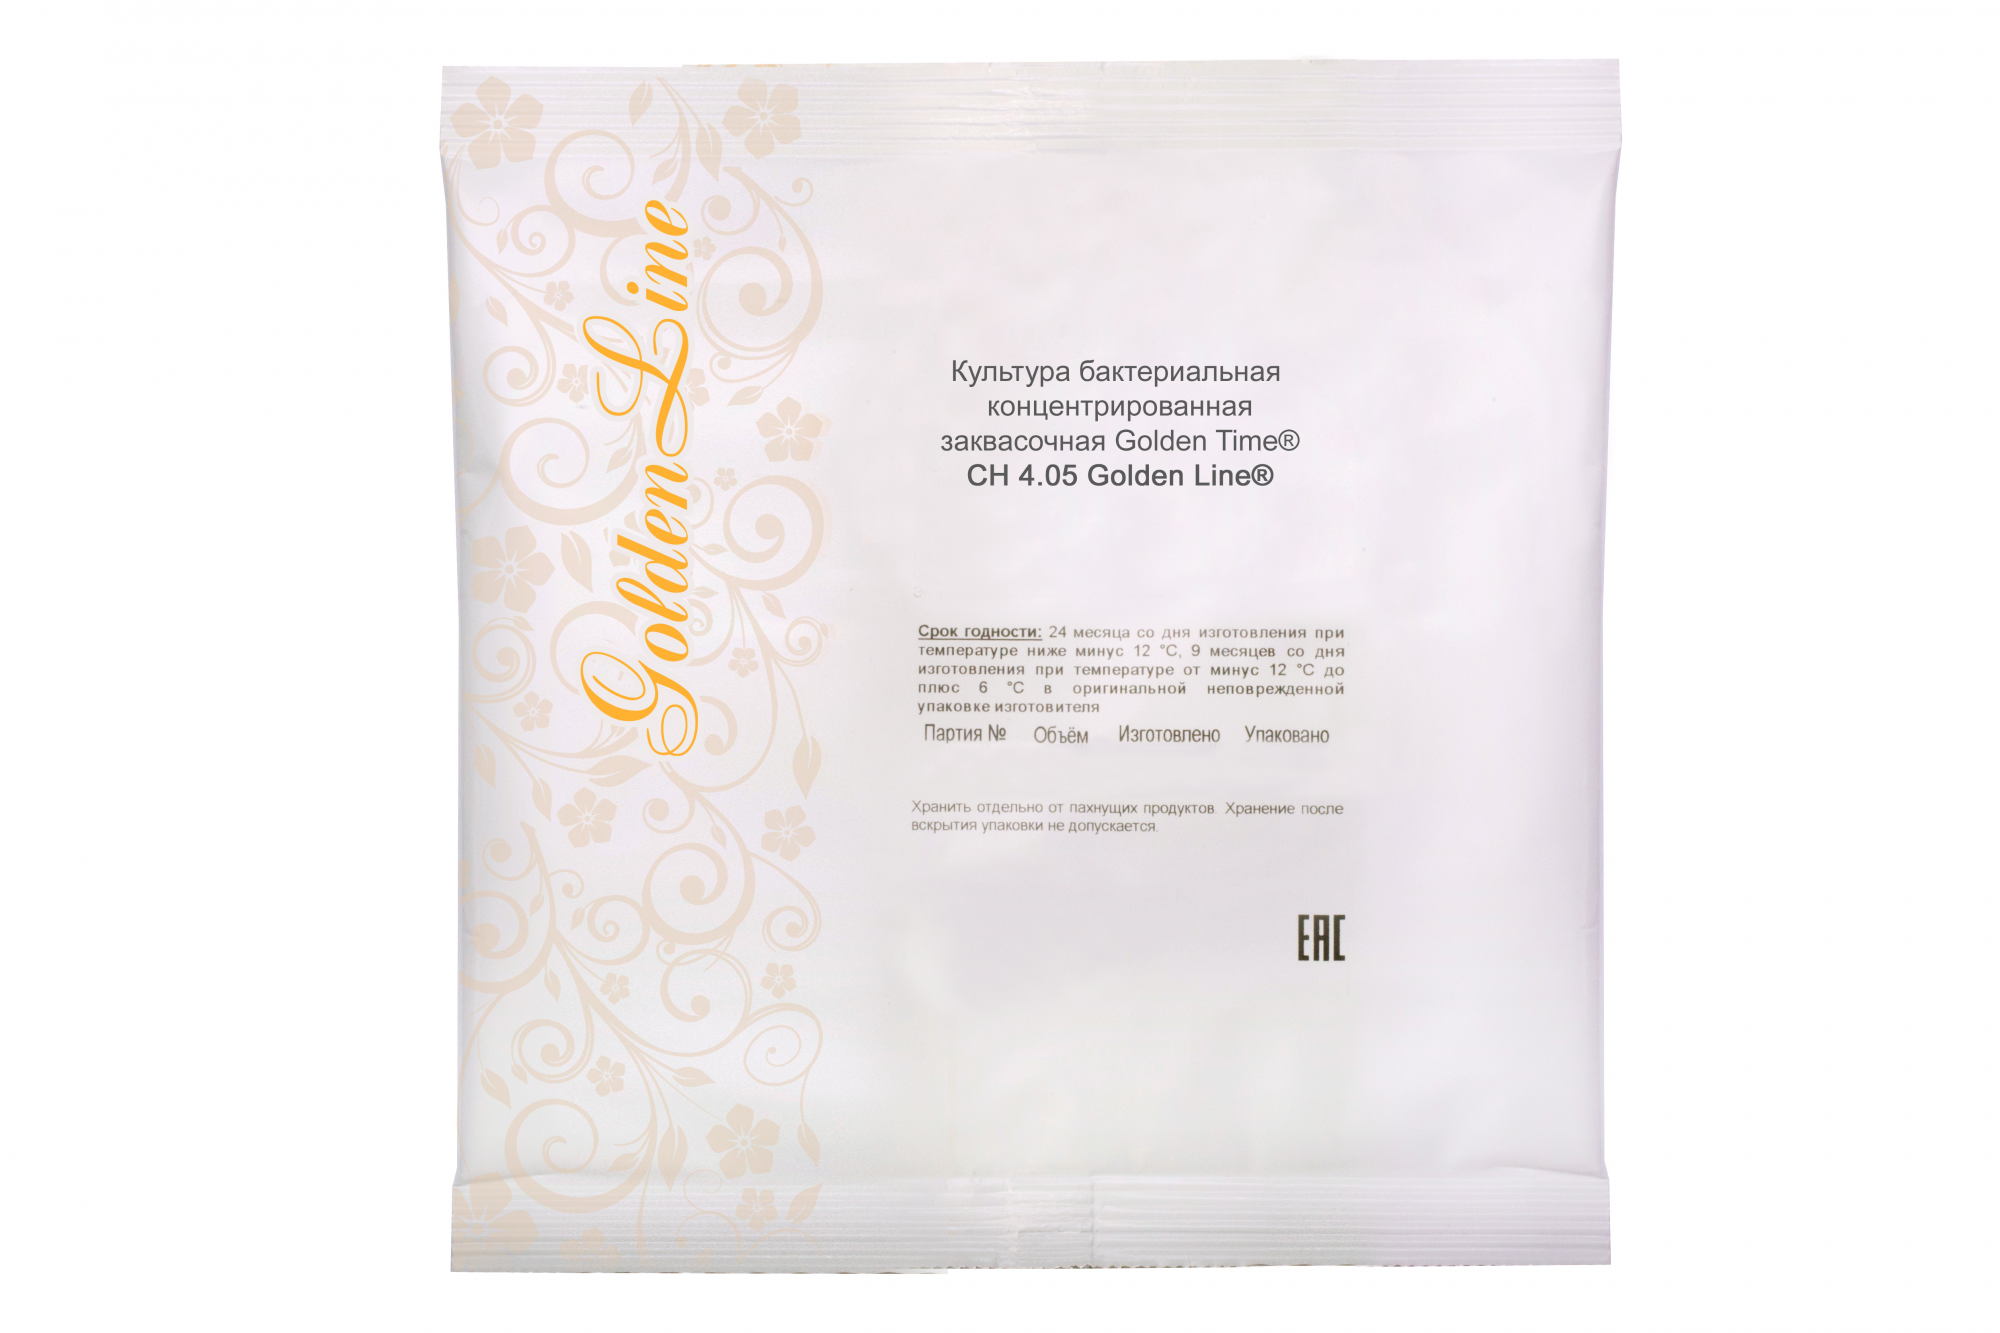 Golden Line
Культура бактериальная
концентрированная
заквасочная Golden Time®
CH 4.05 Golden Line®
Срок годности: 24 месяца со дня изготовления при
температуре ниже минус 12 °С, 9 месяцев со дня
изготовления при температуре от минус 12 °С до
плюс 6 °С в оригинальной неповрежденной
упаковке изготовителя
Партия № Объём Изготовлено Упаковано
Хранить отдельно от пахнущих продуктов. Хранение после
вскрытия упаковки не допускается.
EAC